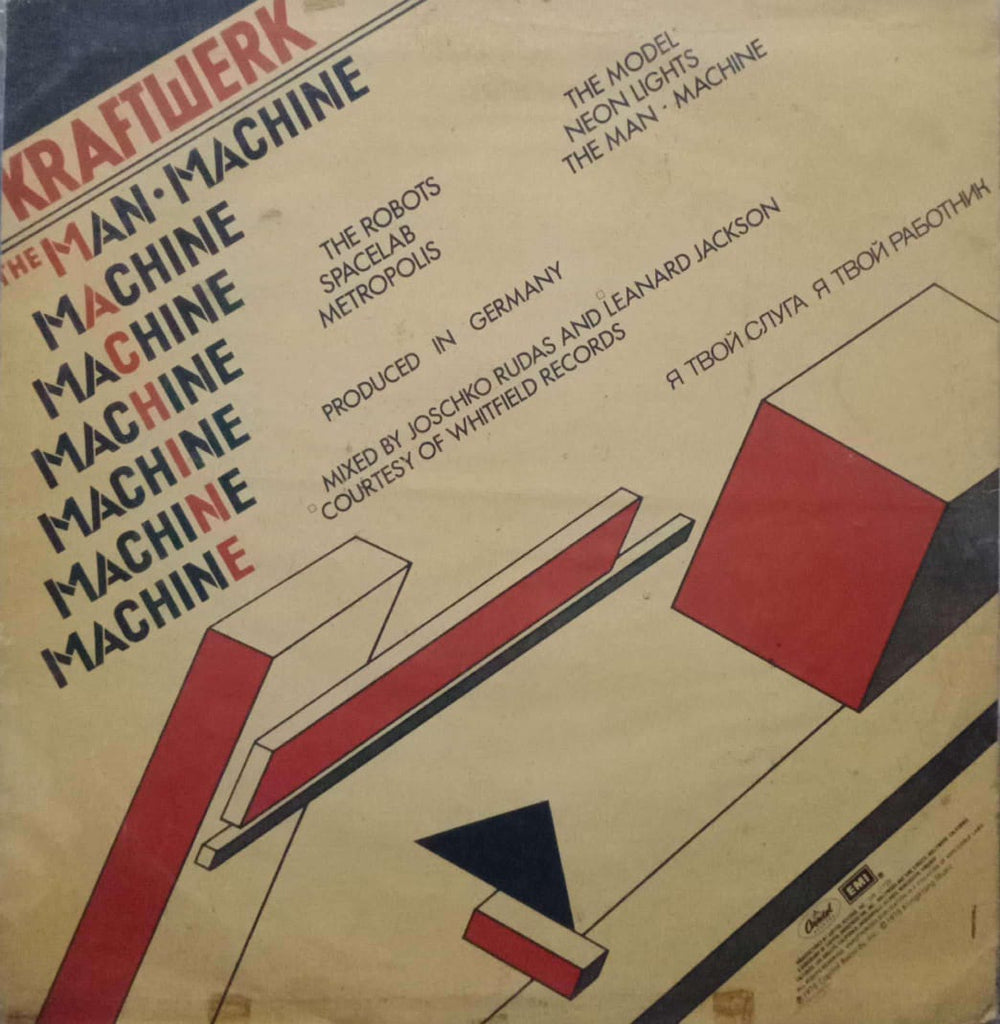 KRAFTWERK
THE MAN·MACHINE
MACHINE
MACHINE
MACHINE
MACHINE
MACHINE
MACHINE
THE ROBOTS
SPACELAB
METROPOLIS
THE MODEL
NEON LIGHTS
THE MAN · MACHINE
PRODUCED IN GERMANY
MIXED BY JOSCHKO RUDAS AND LEANARD JACKSON
COURTESY OF WHITFIELD RECORDS
Я ТВОЙ СЛУГА Я ТВОЙ РАБОТНИК
Capitol
EMI